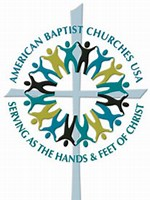 AMERICAN BAPTIST CHURCHES USA
SERVING AS THE HANDS & FEET OF CHRIST